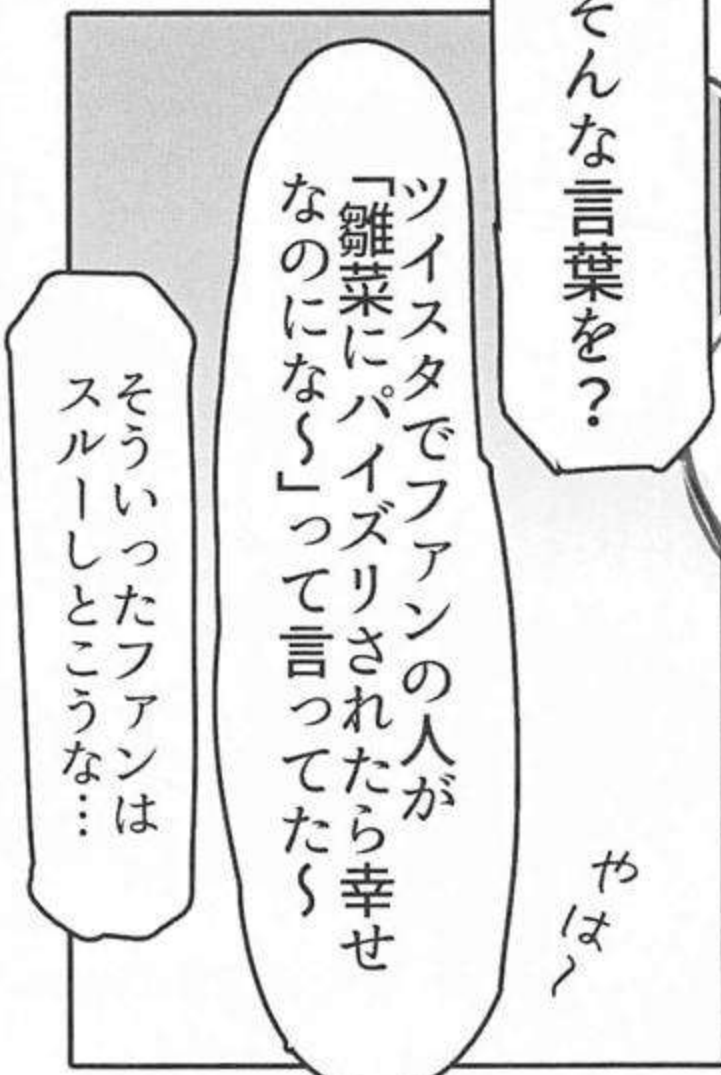 そんな言葉を？
ツイスタでファンの人が
「雛菜にパイズリされたら幸せ
なのにな〜」って言ってた〜
やは〜
そういったファンは
スルーしとこうな…